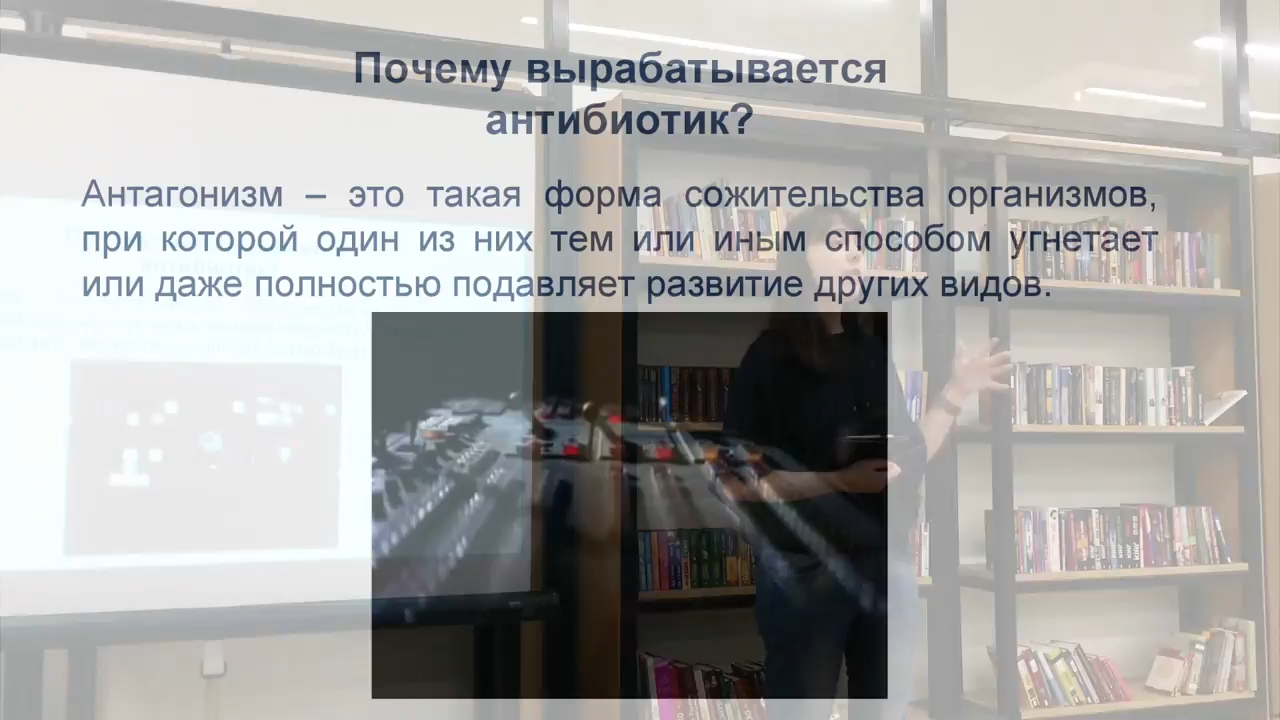 Почему вырабатывается
антибиотик?
Антагонизм – это такая форма сожительства организмов,
при которой один из них тем или иным способом угнетает
или даже полностью подавляет развитие других видов.